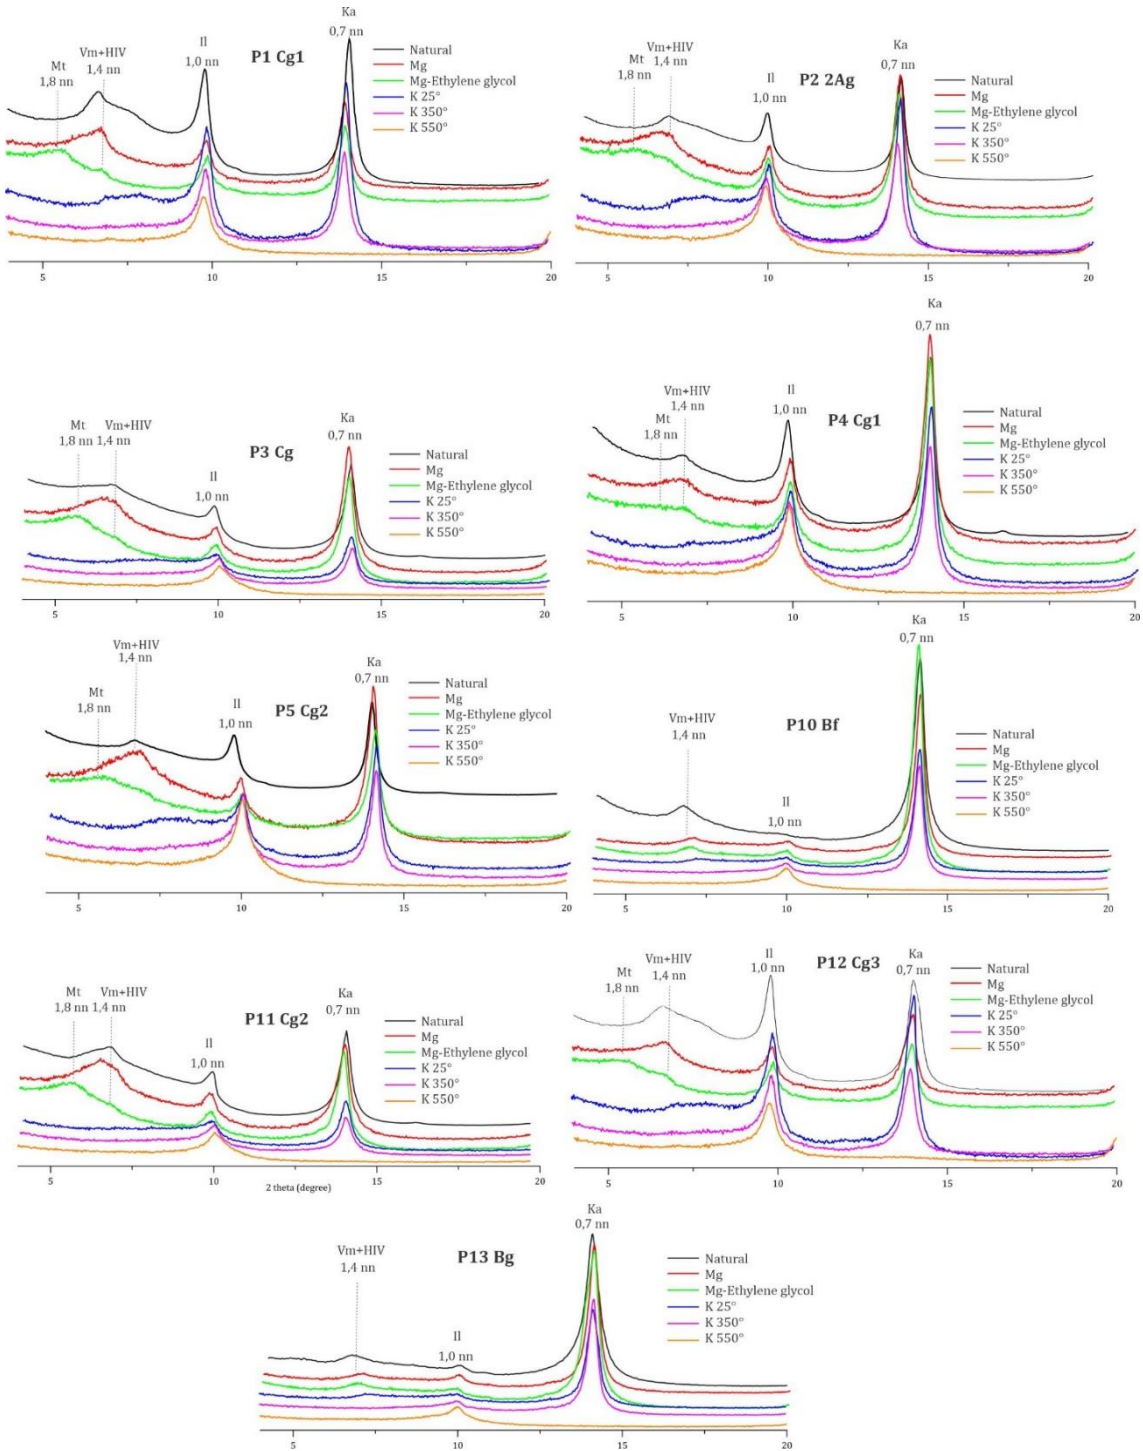 P1 Cg1
Mt
1,8 nn
Vm+HIV
1,4 nn
Il
1,0 nn
Ka
0,7 nn
Natural
Mg
Mg-Ethylene glycol
K 25°
K 350°
K 550°
5
10
15
20
P2 2Ag
Mt
1,8 nn
Vm+HIV
1,4 nn
Il
1,0 nn
Ka
0,7 nn
Natural
Mg
Mg-Ethylene glycol
K 25°
K 350°
K 550°
5
10
15
20
P3 Cg
Mt
1,8 nn
Vm+HIV
1,4 nn
Il
1,0 nn
Ka
0,7 nn
Natural
Mg
Mg-Ethylene glycol
K 25°
K 350°
K 550°
5
10
15
20
P4 Cg1
Mt
1,8 nn
Vm+HIV
1,4 nn
Il
1,0 nn
Ka
0,7 nn
Natural
Mg
Mg-Ethylene glycol
K 25°
K 350°
K 550°
5
10
15
20
P5 Cg2
Mt
1,8 nn
Vm+HIV
1,4 nn
Il
1,0 nn
Ka
0,7 nn
Natural
Mg
Mg-Ethylene glycol
K 25°
K 350°
K 550°
5
10
15
20
P10 Bf
Vm+HIV
1,4 nn
Il
1,0 nn
Ka
0,7 nn
Natural
Mg
Mg-Ethylene glycol
K 25°
K 350°
K 550°
5
10
15
20
P11 Cg2
Mt
1,8 nn
Vm+HIV
1,4 nn
Il
1,0 nn
Ka
0,7 nn
Natural
Mg
Mg-Ethylene glycol
K 25°
K 350°
K 550°
5
10
15
20
2 theta (degree)
P12 Cg3
Mt
1,8 nn
Vm+HIV
1,4 nn
Il
1,0 nn
Ka
0,7 nn
Natural
Mg
Mg-Ethylene glycol
K 25°
K 350°
K 550°
5
10
15
20
P13 Bg
Vm+HIV
1,4 nn
Il
1,0 nn
Ka
0,7 nn
Natural
Mg
Mg-Ethylene glycol
K 25°
K 350°
K 550°
5
10
15
20